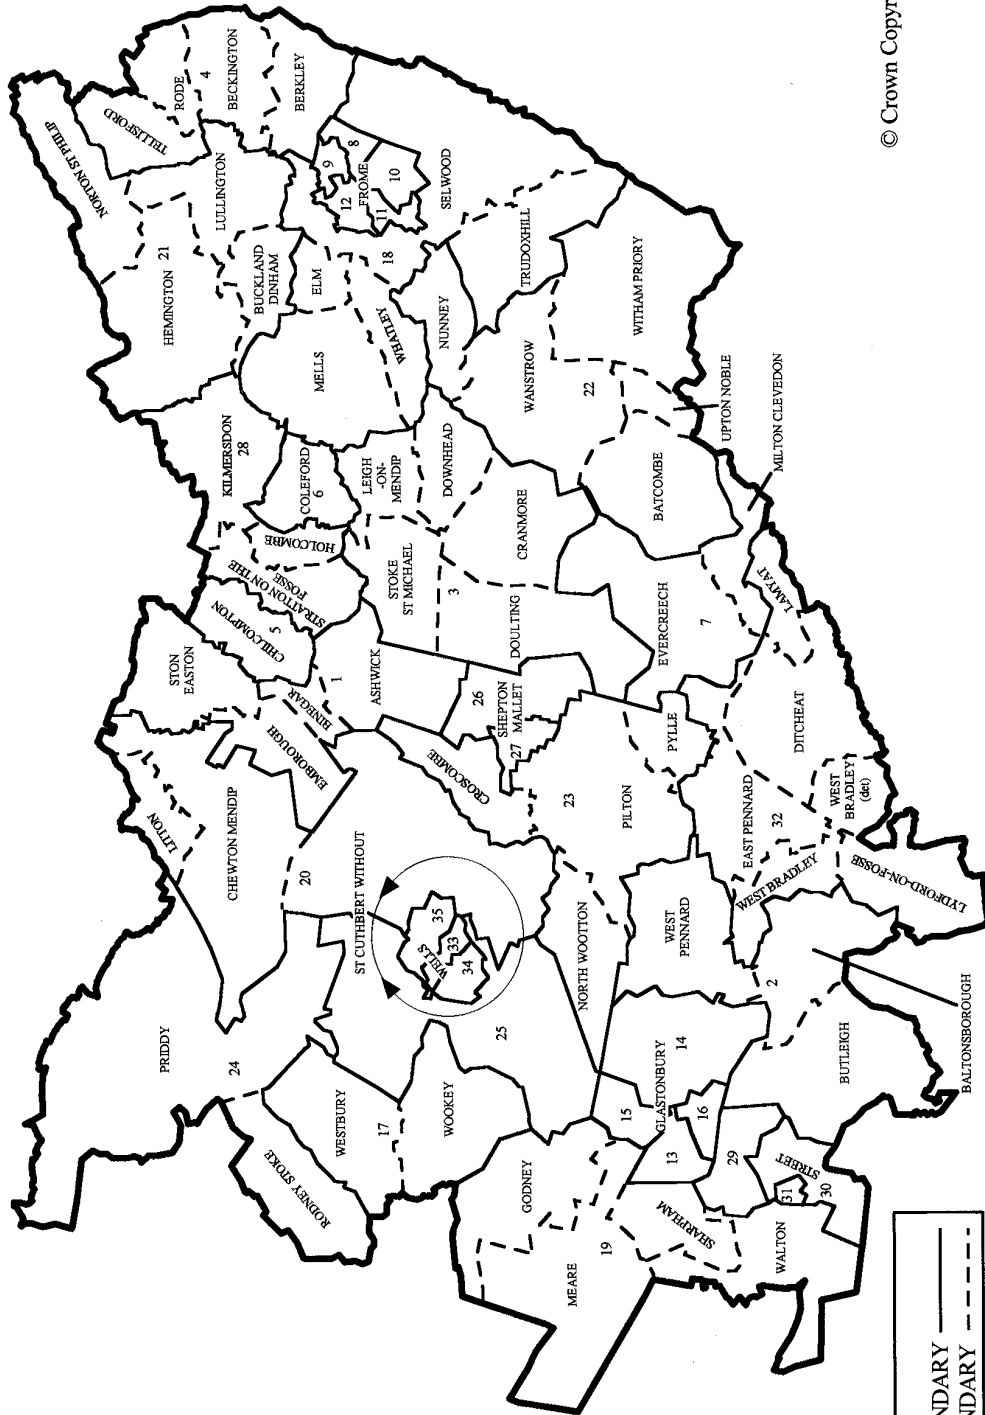 NORTON ST PHILIP
TELLISFORD
RODE
4
BECKINGTON
BERKLEY
LULLINGTON
21
HEMINGTON
BUCKLAND
DINHAM
ELM
9
8
12
FROME
10
11
SELWOOD
18
MELLS
WHATLEY
NUNNEY
TRUDOXHILL
WITHAM PRIORY
WANSTROW
22
KILMERSDON
28
COLEFORD
6
LEIGH
-ON-
MENDIP
DOWNHEAD
HOLCOMBE
STRATTON ON THE
FOSSE
CHILCOMPTON
5
STOKE
ST MICHAEL
CRANMORE
BATCOMBE
UPTON NOBLE
MILTON CLEVEDON
3
DOULTING
EVERCREECH
7
LAMYAT
STON
EASTON
BINEGAR
1
ASHWICK
EMBOROUGH
26
SHEPTON
MALLET
27
PYLLE
DITCHEAT
LITTON
CHEWTON MENDIP
CROSCOMBE
23
PILTON
EAST PENNARD
32
WEST
BRADLEY
(det)
20
ST CUTHBERT WITHOUT
WEST BRADLEY
LYDFORD-ON-FOSSE
35
33
WELLS
34
NORTH WOOTTON
WEST
PENNARD
2
BALTONSBOROUGH
PRIDDY
24
25
14
GLASTONBURY
BUTLEIGH
WESTBURY
17
WOOKEY
15
16
RODNEY STOKE
GODNEY
13
29
STREET
31
30
19
SHARPHAM
MEARE
WALTON
© Crown Copyr
NDARY
NDARY